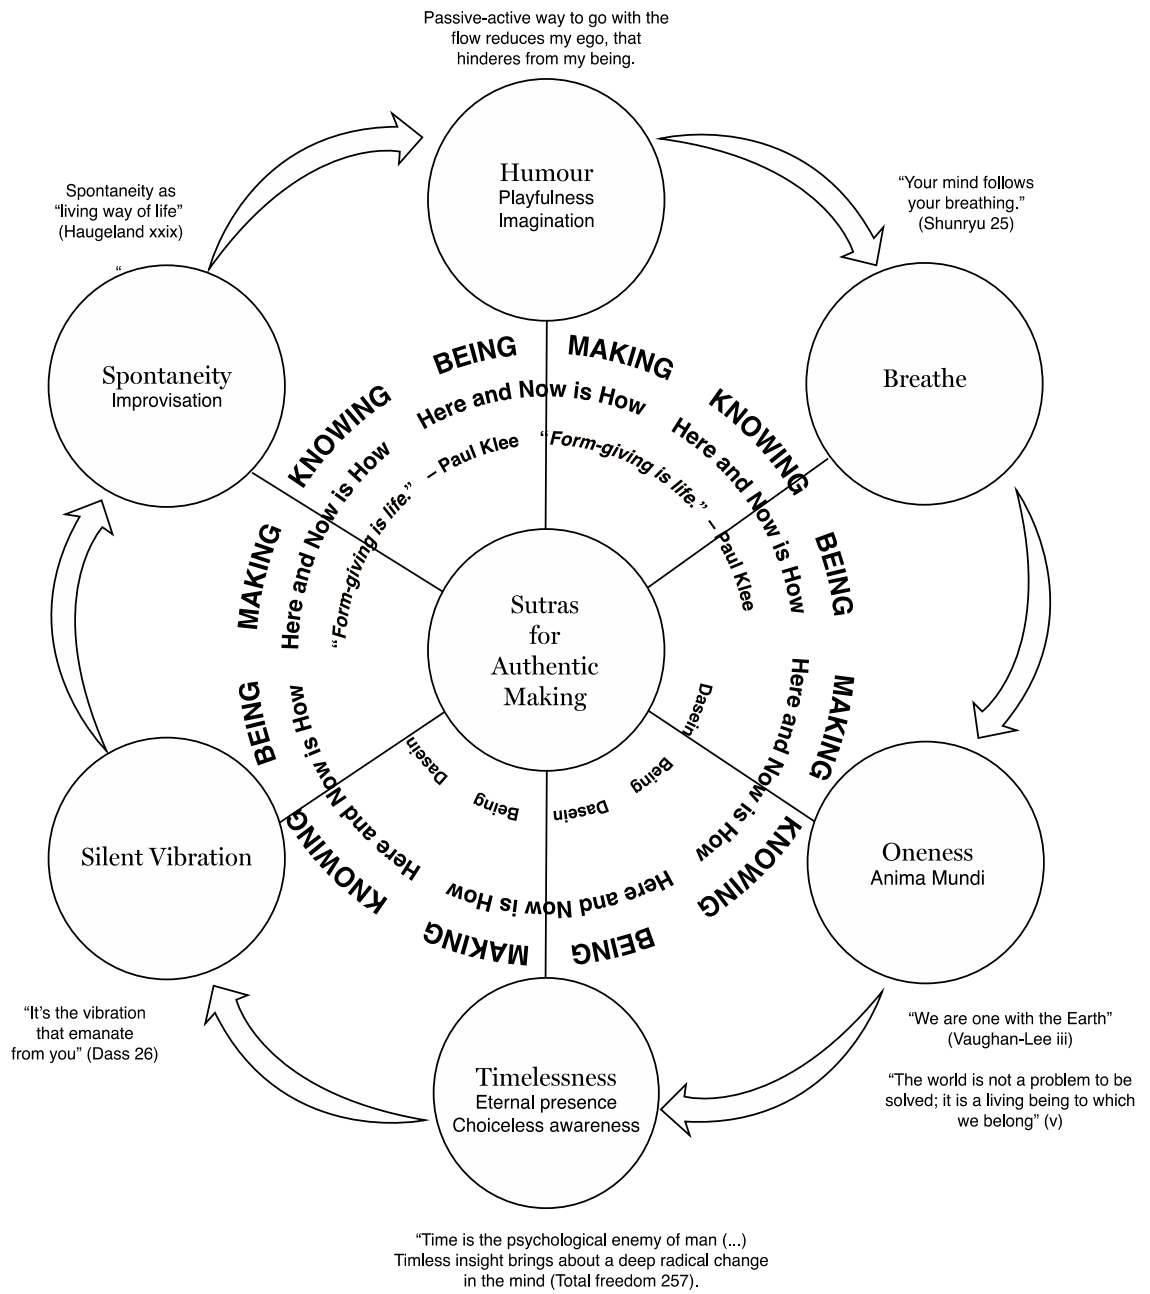 Passive-active way to go with the
flow reduces my ego, that
hinderes from my being.
Humour
Playfulness
Imagination
“Your mind follows
your breathing.”
(Shunryu 25)
Breathe
“We are one with the Earth”
(Vaughan-Lee iii)
“The world is not a problem to be
solved; it is a living being to which
we belong” (v)
Oneness
Anima Mundi
Timelessness
Eternal presence
Choiceless awareness
“Time is the psychological enemy of man (...)
Timless insight brings about a deep radical change
in the mind (Total freedom 257).
Silent Vibration
“It’s the vibration
that emanate
from you” (Dass 26)
Spontaneity as
“living way of life”
(Haugeland xxix)
“
Spontaneity
Improvisation
MAKING KNOWING BEING MAKING KNOWING BEING MAKING KNOWING BEING MAKING KNOWING BEING
Here and Now is How Here and Now is How Here and Now is How Here and Now is How Here and Now is How Here and Now is How
“Form-giving is life.” – Paul Klee “Form-giving is life.” – Paul Klee
Dasein Being Dasein Being Dasein
Sutras
for
Authentic
Making